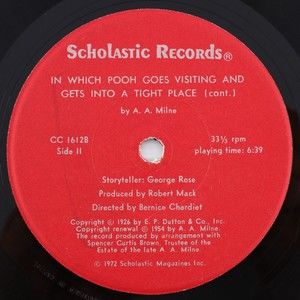 Scholastic Records®
IN WHICH POOH GOES VISITING AND
GETS INTO A TIGHT PLACE (cont.)
by A. A. Milne
CC 1612B
Side II
33⅓ rpm
playing time: 6:39
Storyteller: George Rose
Produced by Robert Mack
Directed by Bernice Chardiet
Copyright © 1926 by E. P. Dutton & Co., Inc.
Copyright renewal © 1954 by A. A. Milne.
The record produced by arrangement with
Spencer Curtis Brown, Trustee of the
Estate of the late A. A. Milne
© 1972 Scholastic Magazines Inc.